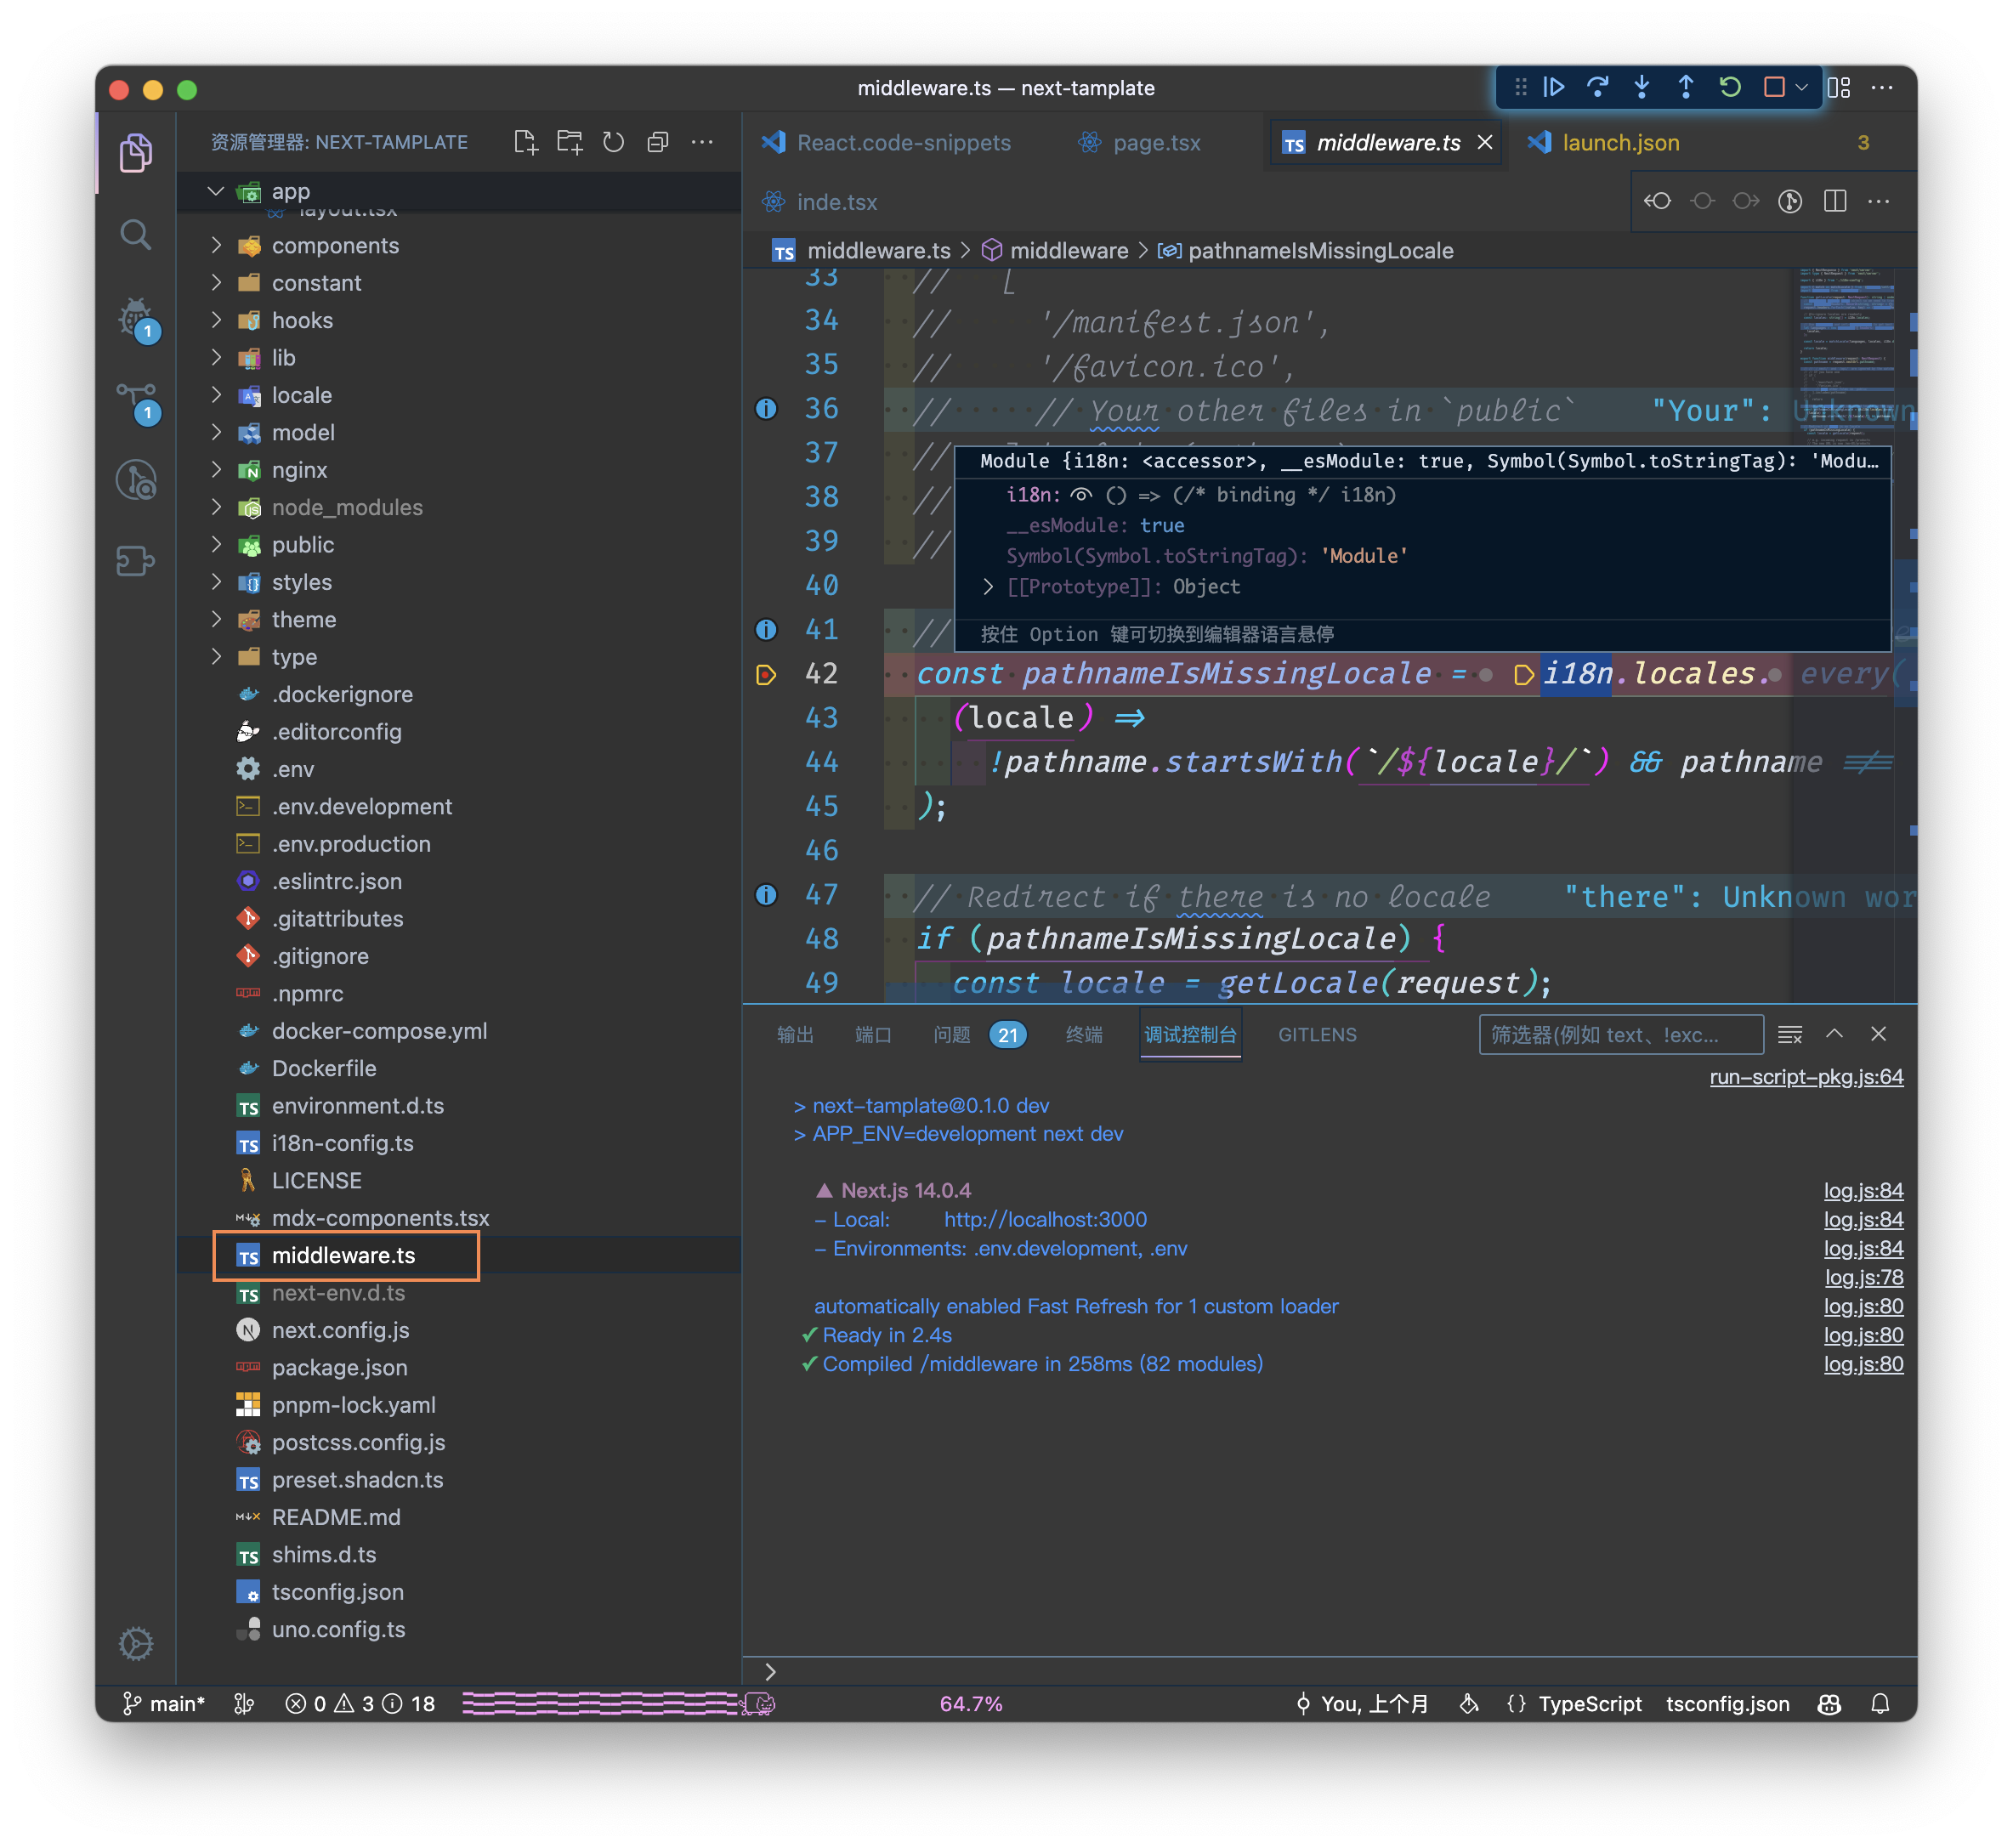 middleware.ts — next-tamplate
资源管理器: NEXT-TAMPLATE
app
layout.tsx
components
constant
hooks
lib
locale
model
nginx
node_modules
public
styles
theme
type
.dockerignore
.editorconfig
.env
.env.development
.env.production
.eslintrc.json
.gitattributes
.gitignore
.npmrc
docker-compose.yml
Dockerfile
environment.d.ts
i18n-config.ts
LICENSE
mdx-components.tsx
middleware.ts
next-env.d.ts
next.config.js
package.json
pnpm-lock.yaml
postcss.config.js
preset.shadcn.ts
README.md
shims.d.ts
tsconfig.json
uno.config.ts
1
1
React.code-snippets
page.tsx
middleware.ts
launch.json 3
inde.tsx
middleware.ts > middleware > pathnameIsMissingLocale
33 // [
34 // '/manifest.json',
35 // '/favicon.ico',
36 // // Your other files in `public` "Your": Unknown
37 //
38 //
39 //
40
41 //
Module {i18n: <accessor>, __esModule: true, Symbol(Symbol.toStringTag): 'Modu…
i18n: () => (/* binding */ i18n)
__esModule: true
Symbol(Symbol.toStringTag): 'Module'
[[Prototype]]: Object
按住 Option 键可切换到编辑器语言悬停
42 const pathnameIsMissingLocale = i18n.locales. every(
43 (locale) =>
44 !pathname.startsWith(`/${locale}/`) && pathname !==
45 );
46
47 // Redirect if there is no locale "there": Unknown wor
48 if (pathnameIsMissingLocale) {
49 const locale = getLocale(request);
输出 端口 问题 21 终端 调试控制台 GITLENS
筛选器(例如 text、!exc...
run-script-pkg.js:64
> next-tamplate@0.1.0 dev
> APP_ENV=development next dev
▲ Next.js 14.0.4 log.js:84
- Local: http://localhost:3000 log.js:84
- Environments: .env.development, .env log.js:84
log.js:78
automatically enabled Fast Refresh for 1 custom loader log.js:80
✓ Ready in 2.4s log.js:80
✓ Compiled /middleware in 258ms (82 modules) log.js:80
>
main* 0 3 18 64.7% You, 上个月 {} TypeScript tsconfig.json